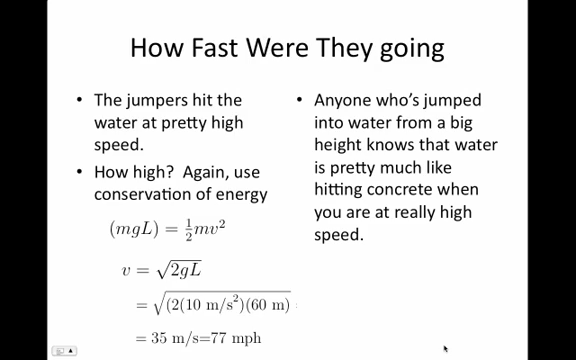 How Fast Were They going
• The jumpers hit the
water at pretty high
speed.
• How high? Again, use
conservation of energy
(mgL) = ½mv²
v = √2gL
= √(2(10 m/s²)(60 m)
= 35 m/s=77 mph
• Anyone who's jumped
into water from a big
height knows that water
is pretty much like
hitting concrete when
you are at really high
speed.